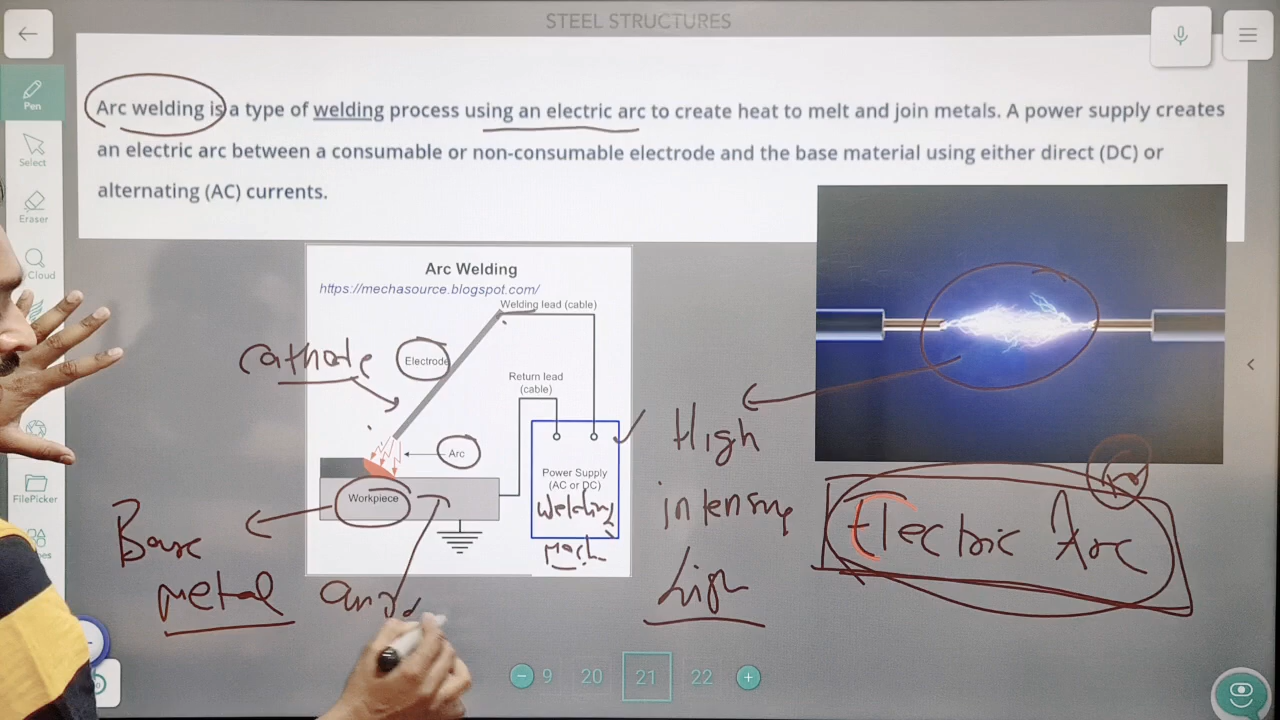 STEEL STRUCTURES
Arc welding is a type of welding process using an electric arc to create heat to melt and join metals. A power supply creates
an electric arc between a consumable or non-consumable electrode and the base material using either direct (DC) or
alternating (AC) currents.
Pen
Select
Eraser
Cloud
FilePicker
Arc Welding
https://mechasource.blogspot.com/
Welding lead (cable)
Cathode
Electrode
Return lead
(cable)
Arc
Power Supply
(AC or DC)
Welding
Mach.
Workpiece
Base
metal
High
intensive
high
Electric Arc
9 20 21 22